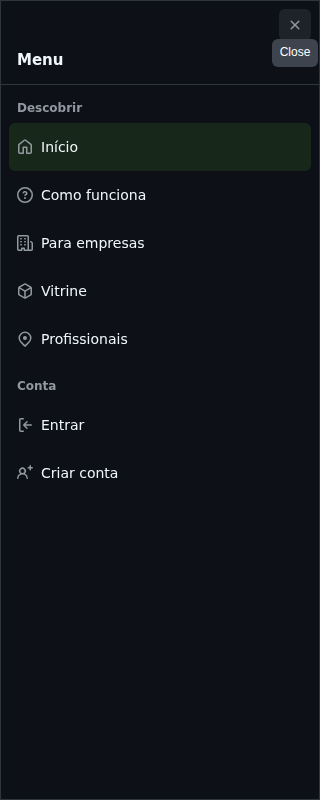 Menu
Close
Descobrir
Início
Como funciona
Para empresas
Vitrine
Profissionais
Conta
Entrar
Criar conta